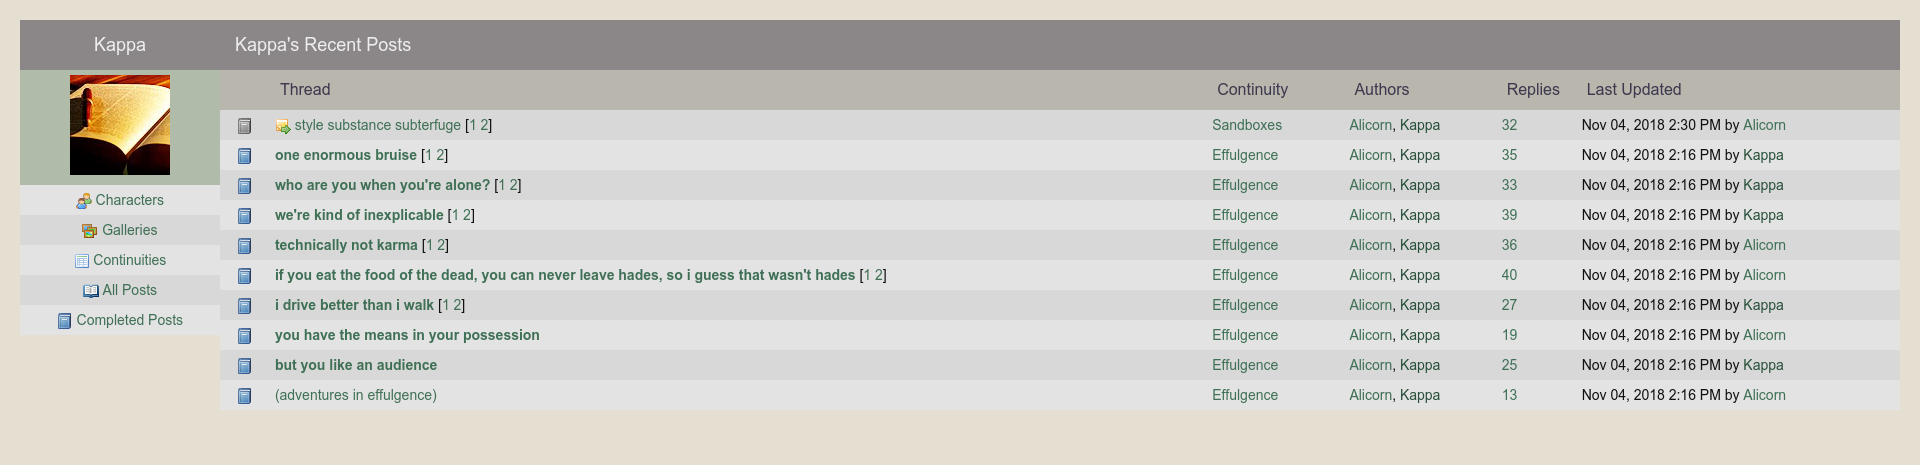 Kappa
Kappa's Recent Posts
Thread Continuity Authors Replies Last Updated
style substance subterfuge [1 2] Sandboxes Alicorn, Kappa 32 Nov 04, 2018 2:30 PM by Alicorn
one enormous bruise [1 2] Effulgence Alicorn, Kappa 35 Nov 04, 2018 2:16 PM by Kappa
who are you when you're alone? [1 2] Effulgence Alicorn, Kappa 33 Nov 04, 2018 2:16 PM by Kappa
we're kind of inexplicable [1 2] Effulgence Alicorn, Kappa 39 Nov 04, 2018 2:16 PM by Kappa
technically not karma [1 2] Effulgence Alicorn, Kappa 36 Nov 04, 2018 2:16 PM by Alicorn
if you eat the food of the dead, you can never leave hades, so i guess that wasn't hades [1 2] Effulgence Alicorn, Kappa 40 Nov 04, 2018 2:16 PM by Alicorn
i drive better than i walk [1 2] Effulgence Alicorn, Kappa 27 Nov 04, 2018 2:16 PM by Kappa
you have the means in your possession Effulgence Alicorn, Kappa 19 Nov 04, 2018 2:16 PM by Alicorn
but you like an audience Effulgence Alicorn, Kappa 25 Nov 04, 2018 2:16 PM by Kappa
(adventures in effulgence) Effulgence Alicorn, Kappa 13 Nov 04, 2018 2:16 PM by Alicorn
Characters
Galleries
Continuities
All Posts
Completed Posts